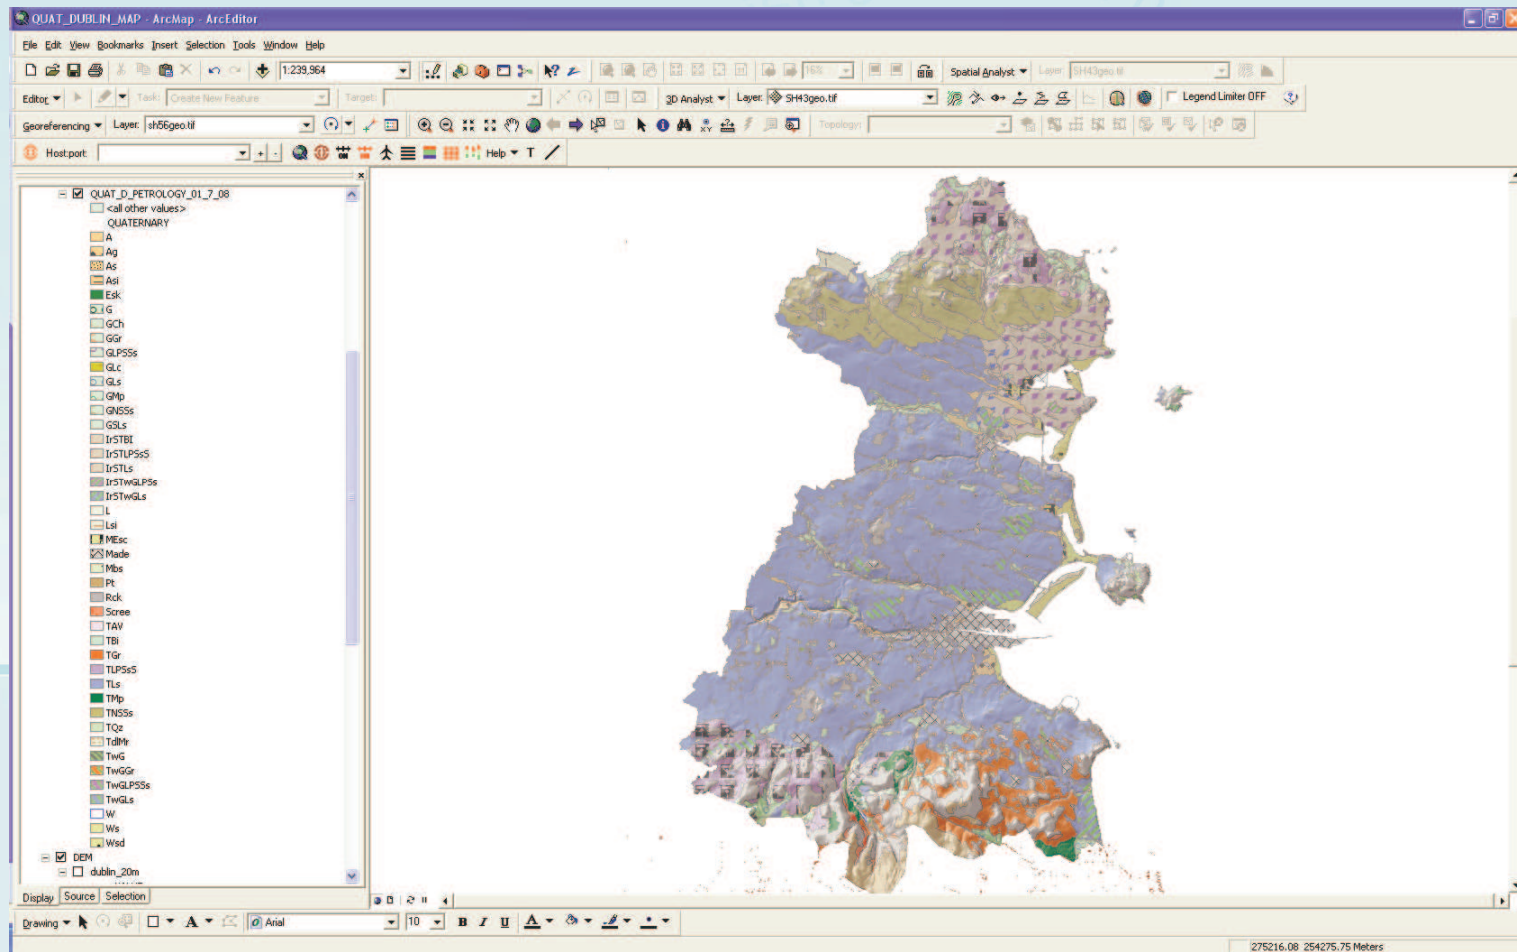 QUAT_DUBLIN_MAP - ArcMap - ArcEditor
File Edit View Bookmarks Insert Selection Tools Window Help
1:239,964 16% Spatial Analyst Layer: SH43geo.tif
Editor Task: Create New Feature Target: 3D Analyst Layer: SH43geo.tif Legend Limiter OFF
Georeferencing Layer: sh56geo.tif Topology:
Host:port Help T
QUAT_D_PETROLOGY_01_7_08
<all other values>
QUATERNARY
A
Ag
As
Asi
Esk
G
GCh
GGr
GLPSSs
GLc
GLs
GMp
GNSSs
GSLs
IrSTBI
IrSTLPSsS
IrSTLs
IrSTwGLPSs
IrSTwGLs
L
Lsi
MEsc
Made
Mbs
Pt
Rck
Scree
TAV
TBi
TGr
TLPSsS
TLs
TMp
TNSSs
TQz
TdlMr
TwG
TwGGr
TwGLPSSs
TwGLs
W
Ws
Wsd
DEM
dublin_20m
Display Source Selection
Drawing A Arial 10 B I U A
275216.08 254275.75 Meters